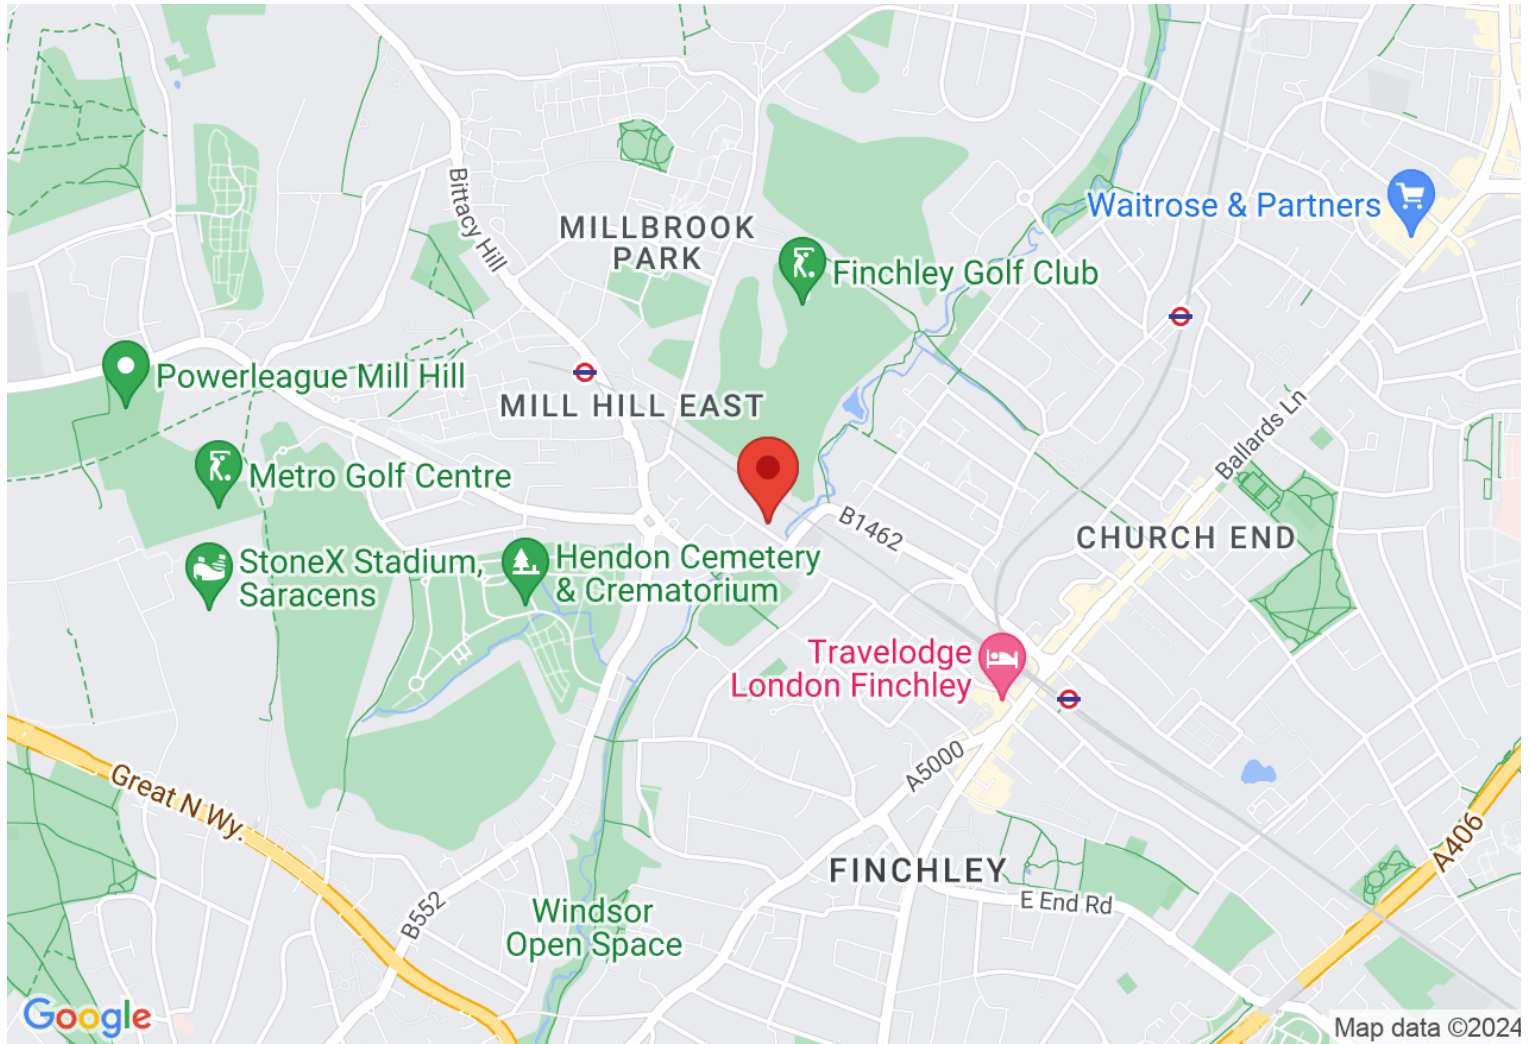 Bittacy Hill
MILLBROOK
PARK
Waitrose & Partners
Finchley Golf Club
Powerleague Mill Hill
MILL HILL EAST
Ballards Ln
Metro Golf Centre
B1462
CHURCH END
StoneX Stadium,
Saracens
Hendon Cemetery
& Crematorium
Travelodge
London Finchley
A5000
Great N Wy.
A406
FINCHLEY
E End Rd
B552
Windsor
Open Space
Google
Map data ©2024